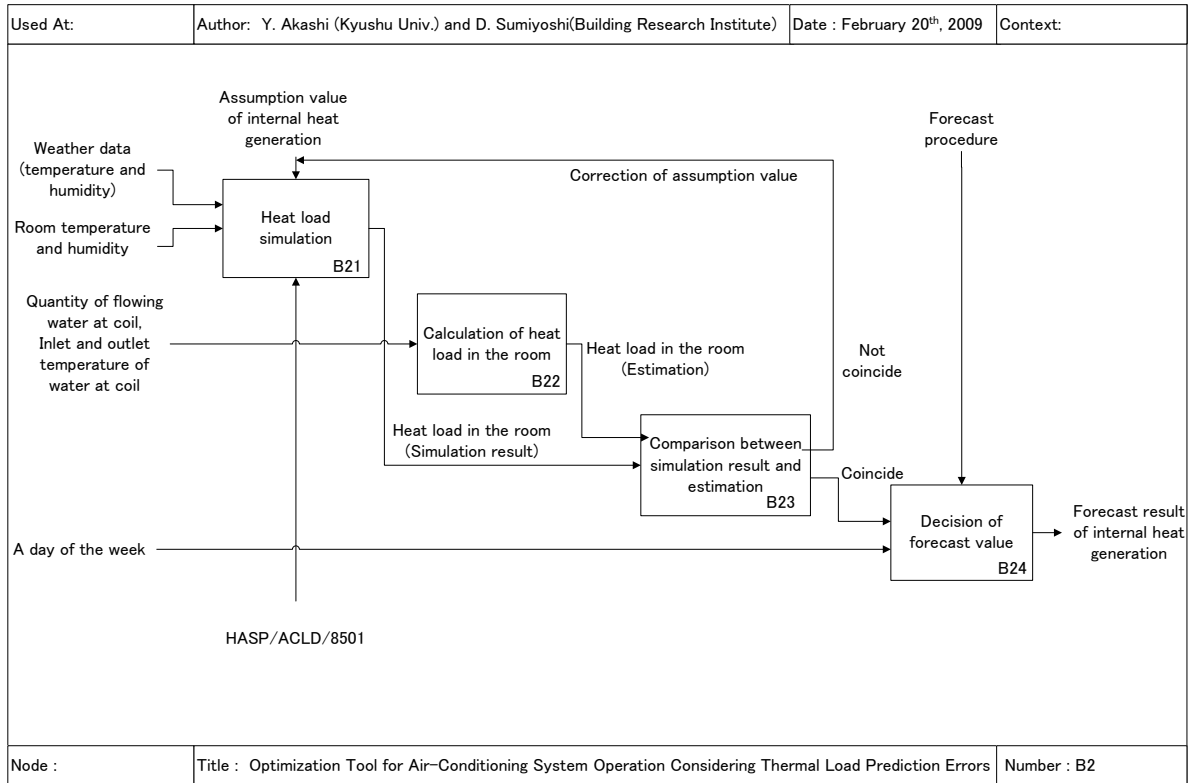 Used At:
Author: Y. Akashi (Kyushu Univ.) and D. Sumiyoshi(Building Research Institute)
Date : February 20th, 2009
Context:
Assumption value
of internal heat
generation
Forecast
procedure
Weather data
(temperature and
humidity)
Correction of assumption value
Room temperature
and humidity
Heat load
simulation
B21
Quantity of flowing
water at coil,
Inlet and outlet
temperature of
water at coil
Calculation of heat
load in the room
B22
Heat load in the room
(Estimation)
Not
coincide
Heat load in the room
(Simulation result)
Comparison between
simulation result and
estimation
B23
Coincide
Decision of
forecast value
B24
Forecast result
of internal heat
generation
A day of the week
HASP/ACLD/8501
Node :
Title : Optimization Tool for Air-Conditioning System Operation Considering Thermal Load Prediction Errors
Number : B2